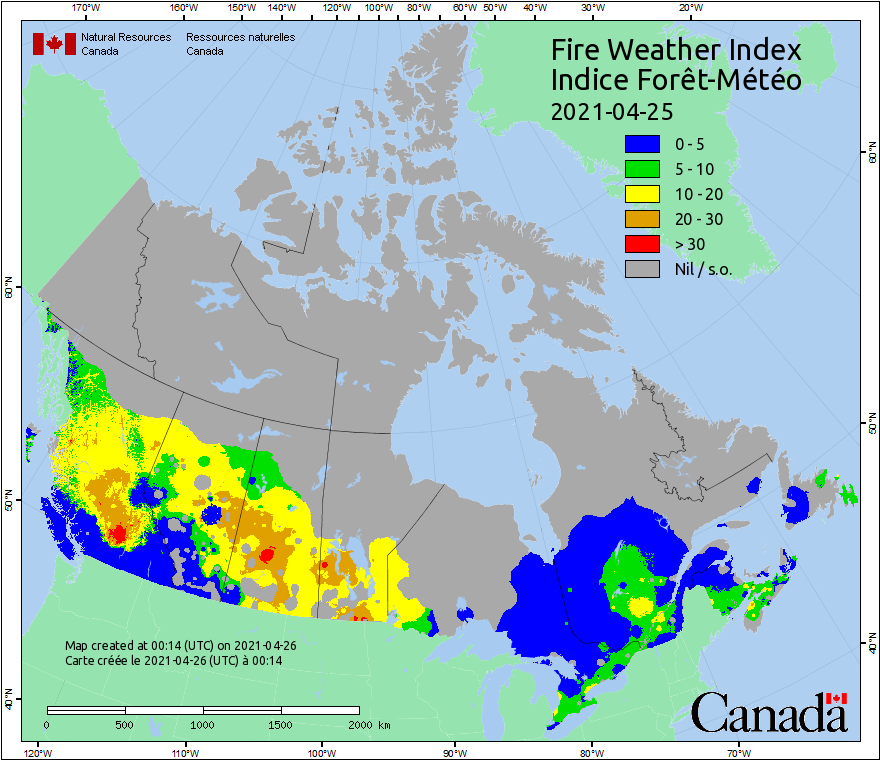 170°W 160°W 150°W 140°W 130°W 120°W 110°W 100°W 90°W 80°W 60°W 50°W 40°W 30°W 20°W
Natural Resources Canada
Ressources naturelles Canada
Fire Weather Index
Indice Forêt-Météo
2021-04-25
0 - 5
5 - 10
10 - 20
20 - 30
> 30
Nil / s.o.
60°N
60°N
50°N
50°N
40°N
40°N
Map created at 00:14 (UTC) on 2021-04-26
Carte créée le 2021-04-26 (UTC) à 00:14
0 500 1000 1500 2000 km
Canada
120°W 110°W 100°W 90°W 80°W 70°W